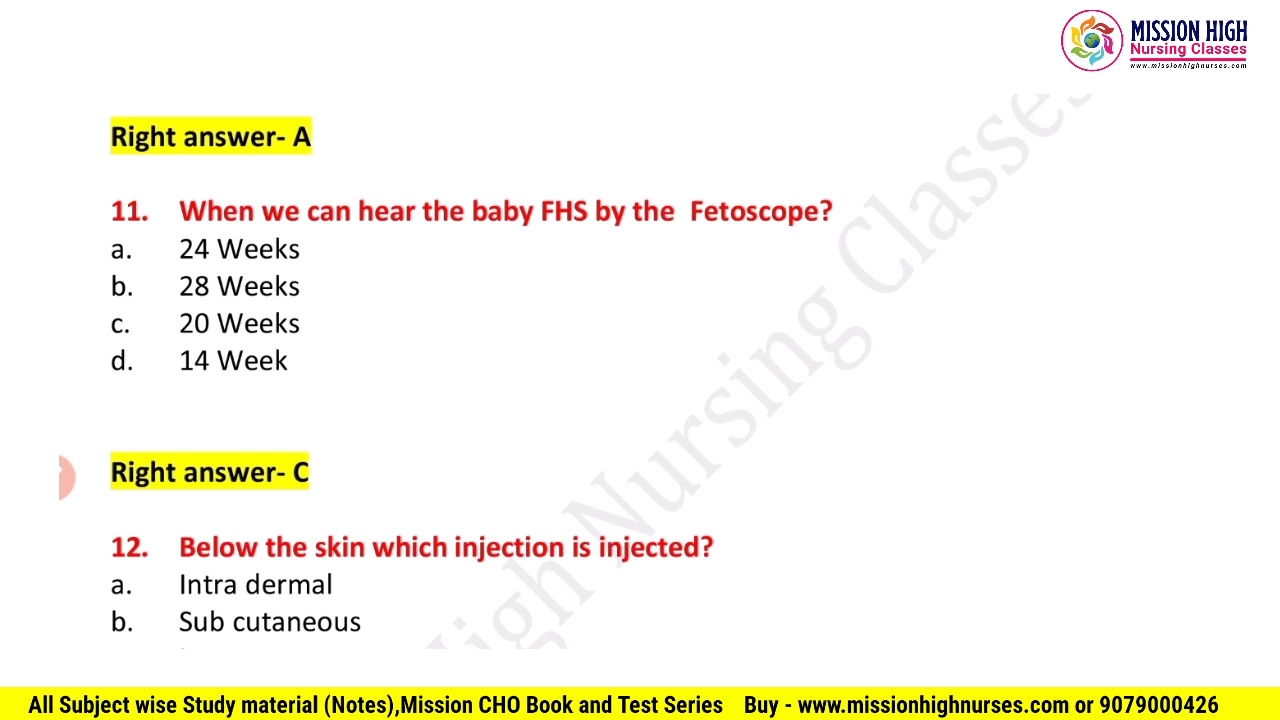 MISSION HIGH
Nursing Classes
www.missionhighnurses.com
Right answer- A
11. When we can hear the baby FHS by the Fetoscope?
a. 24 Weeks
b. 28 Weeks
c. 20 Weeks
d. 14 Week
Right answer- C
12. Below the skin which injection is injected?
a. Intra dermal
b. Sub cutaneous
High Nursing Classes
All Subject wise Study material (Notes),Mission CHO Book and Test Series Buy - www.missionhighnurses.com or 9079000426